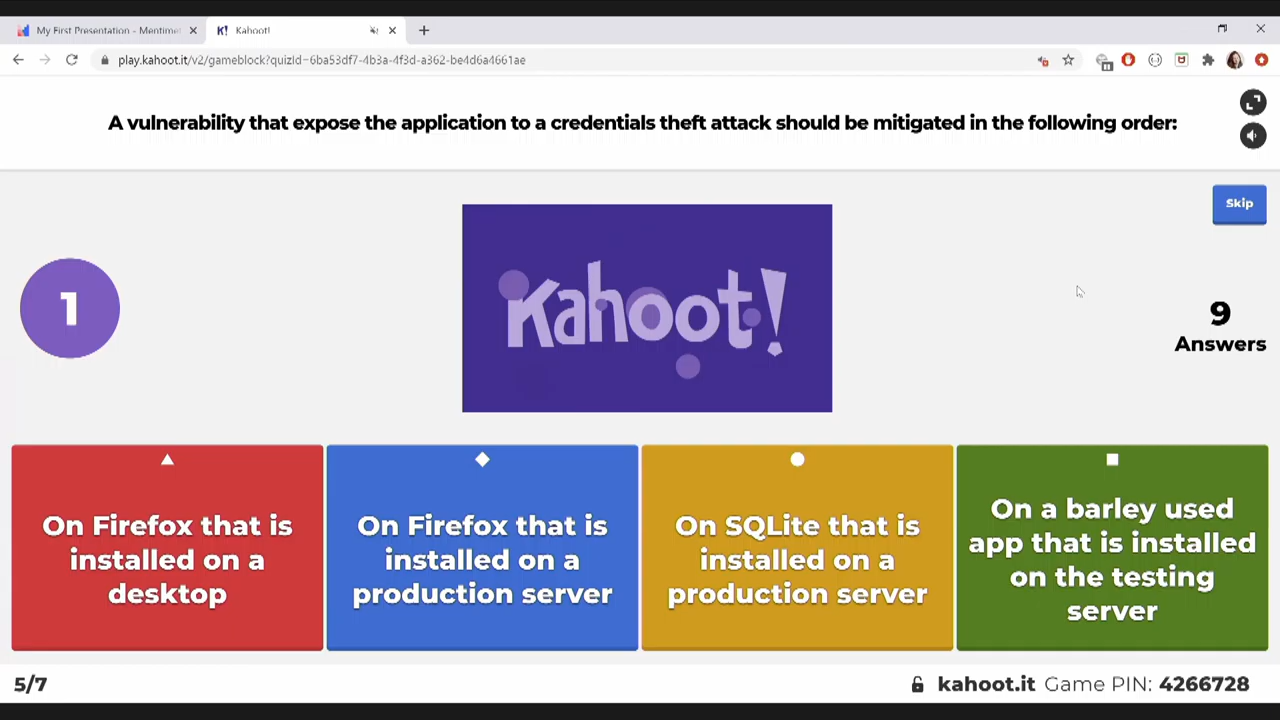 My First Presentation - Mentimet
K! Kahoot!
play.kahoot.it/v2/gameblock?quizId=6ba53df7-4b3a-4f3d-a362-be4d6a4661ae
A vulnerability that expose the application to a credentials theft attack should be mitigated in the following order:
Skip
1
Kahoot!
9
Answers
On Firefox that is
installed on a
desktop
On Firefox that is
installed on a
production server
On SQLite that is
installed on a
production server
On a barley used
app that is installed
on the testing
server
5/7
kahoot.it Game PIN: 4266728